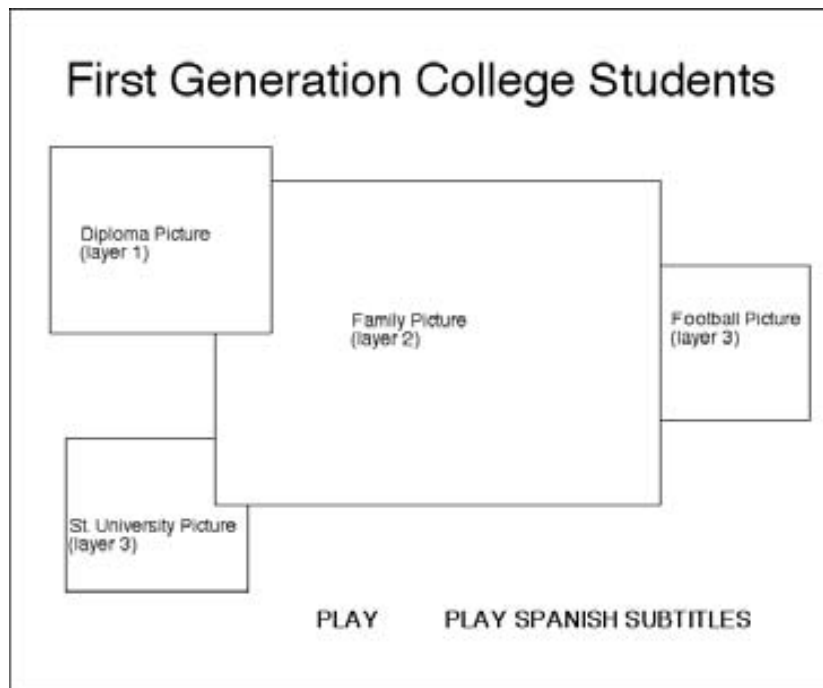 First Generation College Students
Diploma Picture
(layer 1)
Family Picture
(layer 2)
Football Picture
(layer 3)
St. University Picture
(layer 3)
PLAY
PLAY SPANISH SUBTITLES